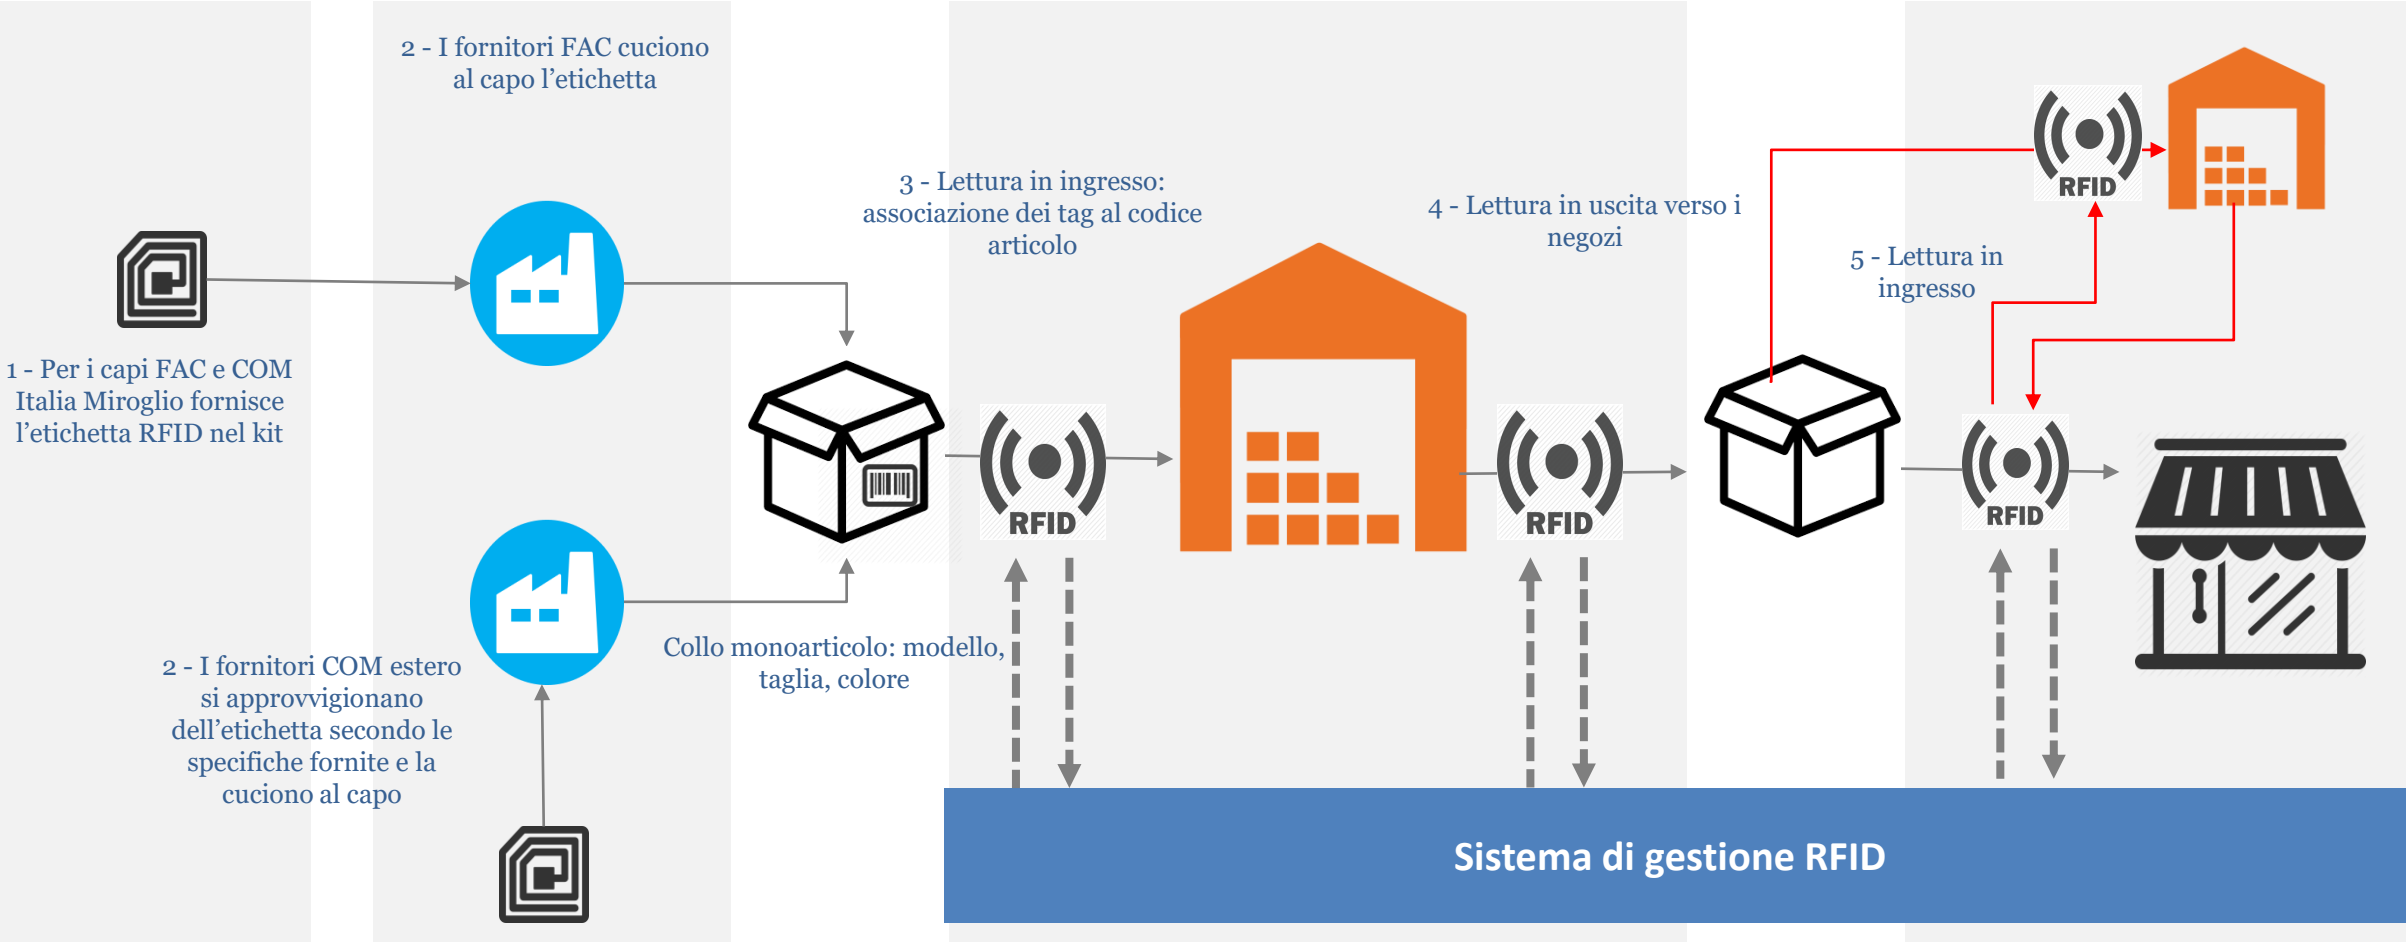 2 - I fornitori FAC cuciono
al capo l’etichetta
1 - Per i capi FAC e COM
Italia Miroglio fornisce
l’etichetta RFID nel kit
2 - I fornitori COM estero
si approvvigionano
dell’etichetta secondo le
specifiche fornite e la
cuciono al capo
Collo monoarticolo: modello,
taglia, colore
3 - Lettura in ingresso:
associazione dei tag al codice
articolo
RFID
4 - Lettura in uscita verso i
negozi
RFID
5 - Lettura in
ingresso
RFID
RFID
Sistema di gestione RFID